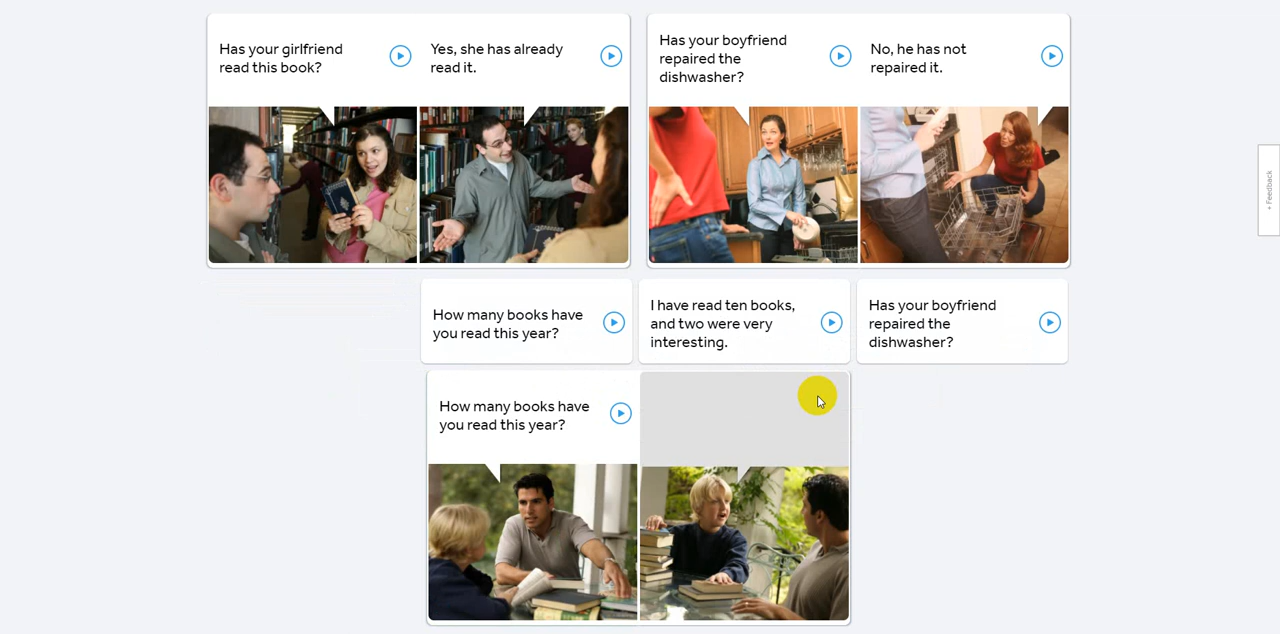 Has your girlfriend
read this book?
Yes, she has already
read it.
Has your boyfriend
repaired the
dishwasher?
No, he has not
repaired it.
+ Feedback
How many books have
you read this year?
I have read ten books,
and two were very
interesting.
Has your boyfriend
repaired the
dishwasher?
How many books have
you read this year?